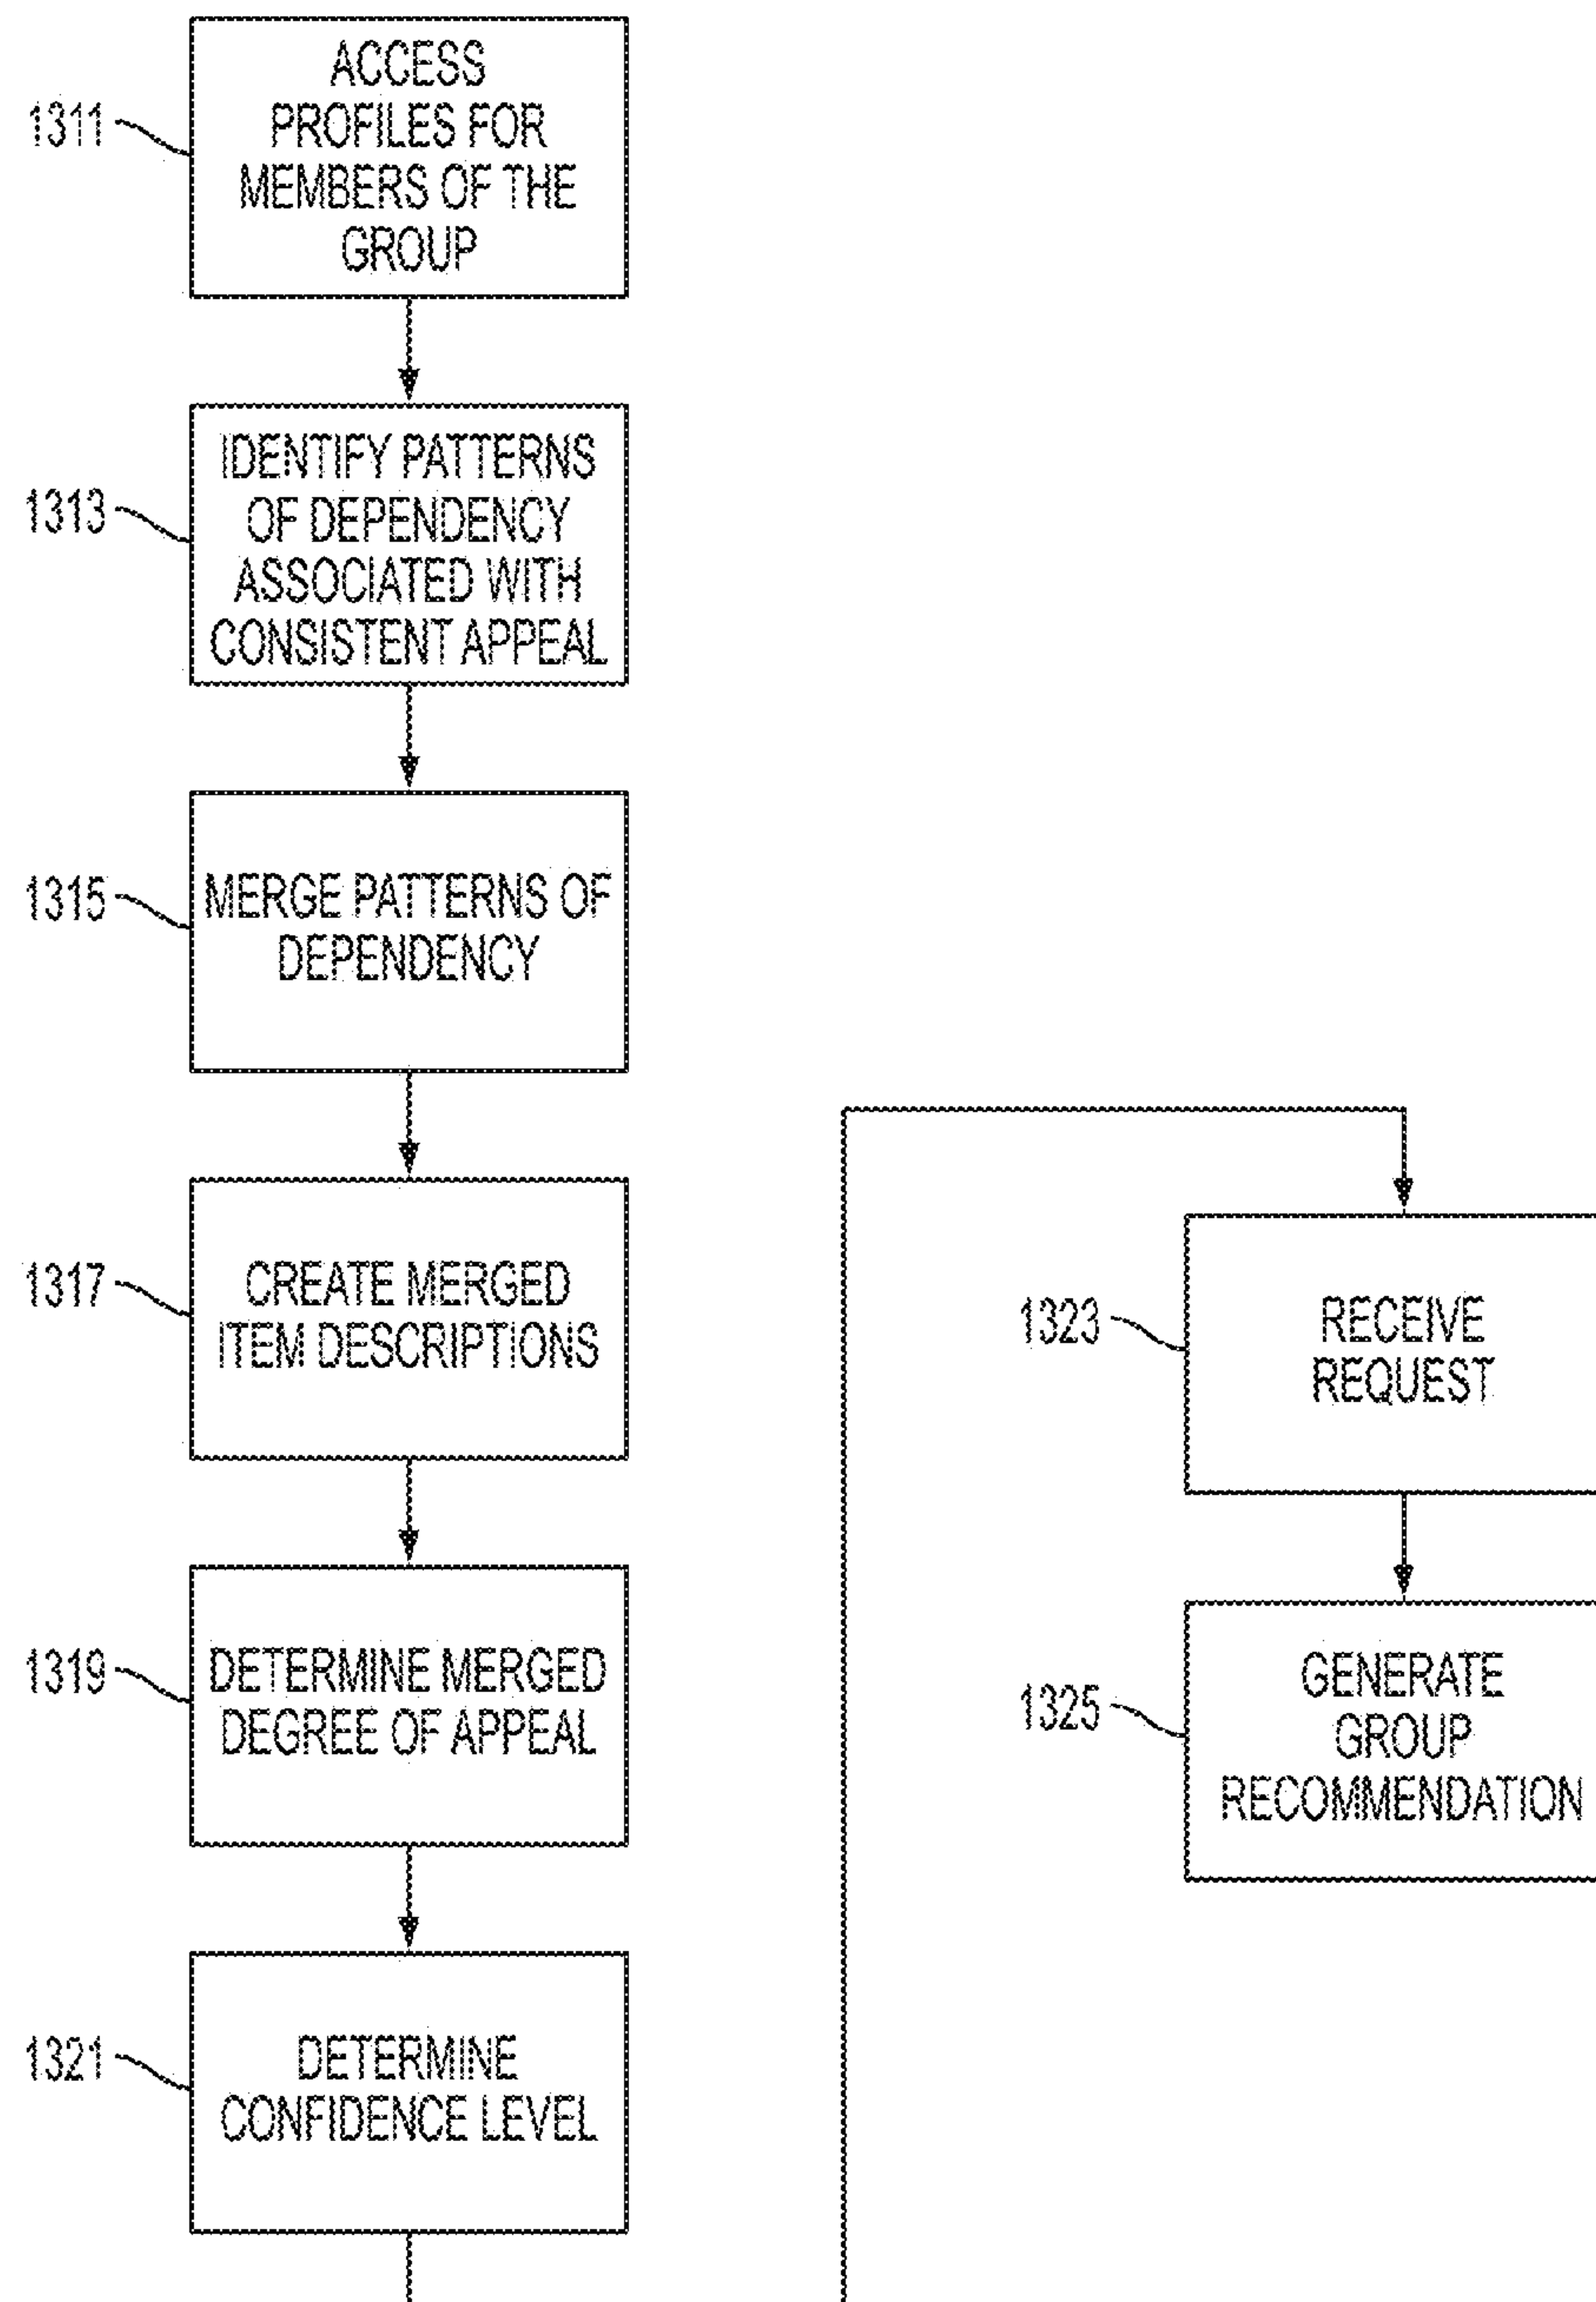 1311
ACCESS
PROFILES FOR
MEMBERS OF THE
GROUP
1313
IDENTIFY PATTERNS
OF DEPENDENCY
ASSOCIATED WITH
CONSISTENT APPEAL
1315
MERGE PATTERNS OF
DEPENDENCY
1317
CREATE MERGED
ITEM DESCRIPTIONS
1319
DETERMINE MERGED
DEGREE OF APPEAL
1321
DETERMINE
CONFIDENCE LEVEL
1323
RECEIVE
REQUEST
1325
GENERATE
GROUP
RECOMMENDATION